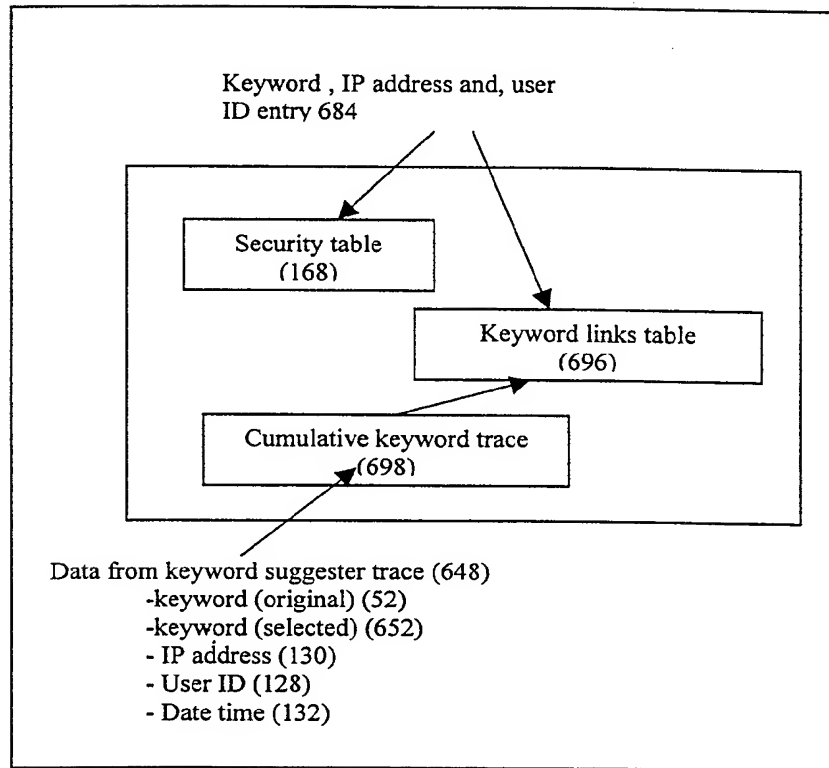 Keyword , IP address and, user
ID entry 684
Security table
(168)
Keyword links table
(696)
Cumulative keyword trace
(698)
Data from keyword suggester trace (648)
-keyword (original) (52)
-keyword (selected) (652)
- IP address (130)
- User ID (128)
- Date time (132)